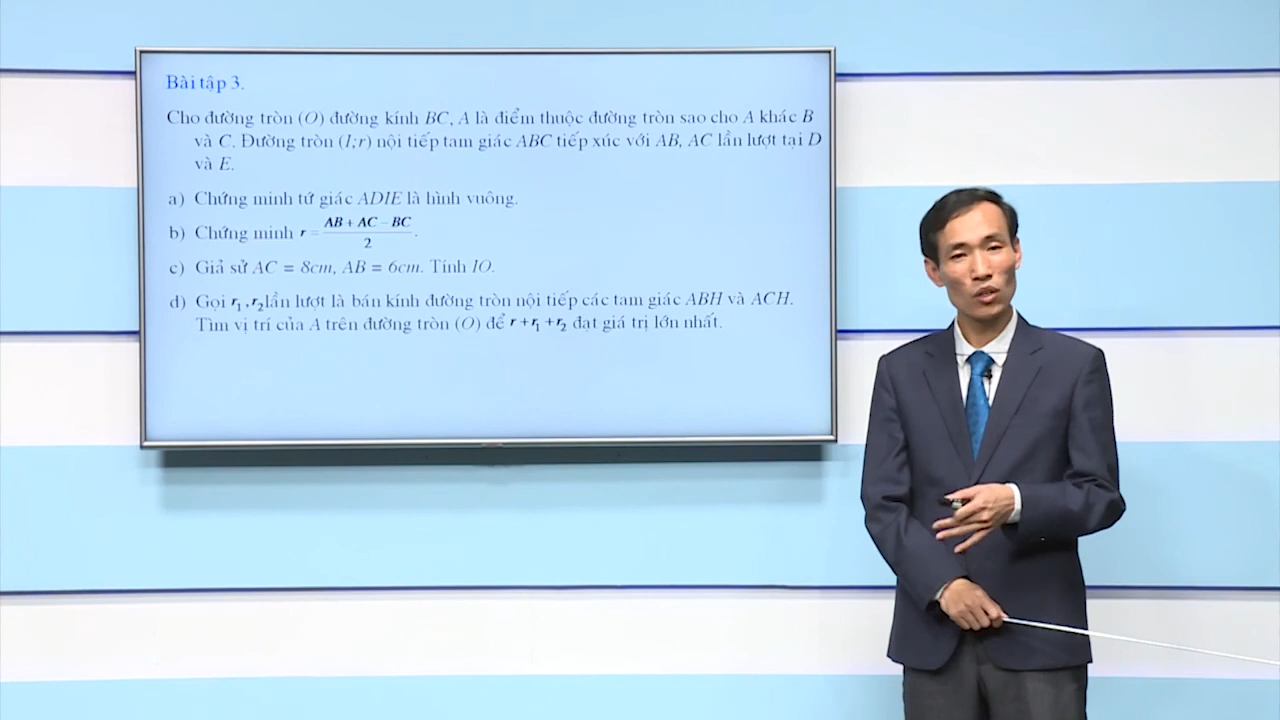 Bài tập 3.
Cho đường tròn (O) đường kính BC, A là điểm thuộc đường tròn sao cho A khác B
và C. Đường tròn (I;r) nội tiếp tam giác ABC tiếp xúc với AB, AC lần lượt tại D
và E.
a) Chứng minh tứ giác ADIE là hình vuông.
b) Chứng minh r = (AB + AC − BC)/2.
c) Giả sử AC = 8cm, AB = 6cm. Tính IO.
d) Gọi r₁ ,r₂lần lượt là bán kính đường tròn nội tiếp các tam giác ABH và ACH.
Tìm vị trí của A trên đường tròn (O) để r + r₁ + r₂ đạt giá trị lớn nhất.